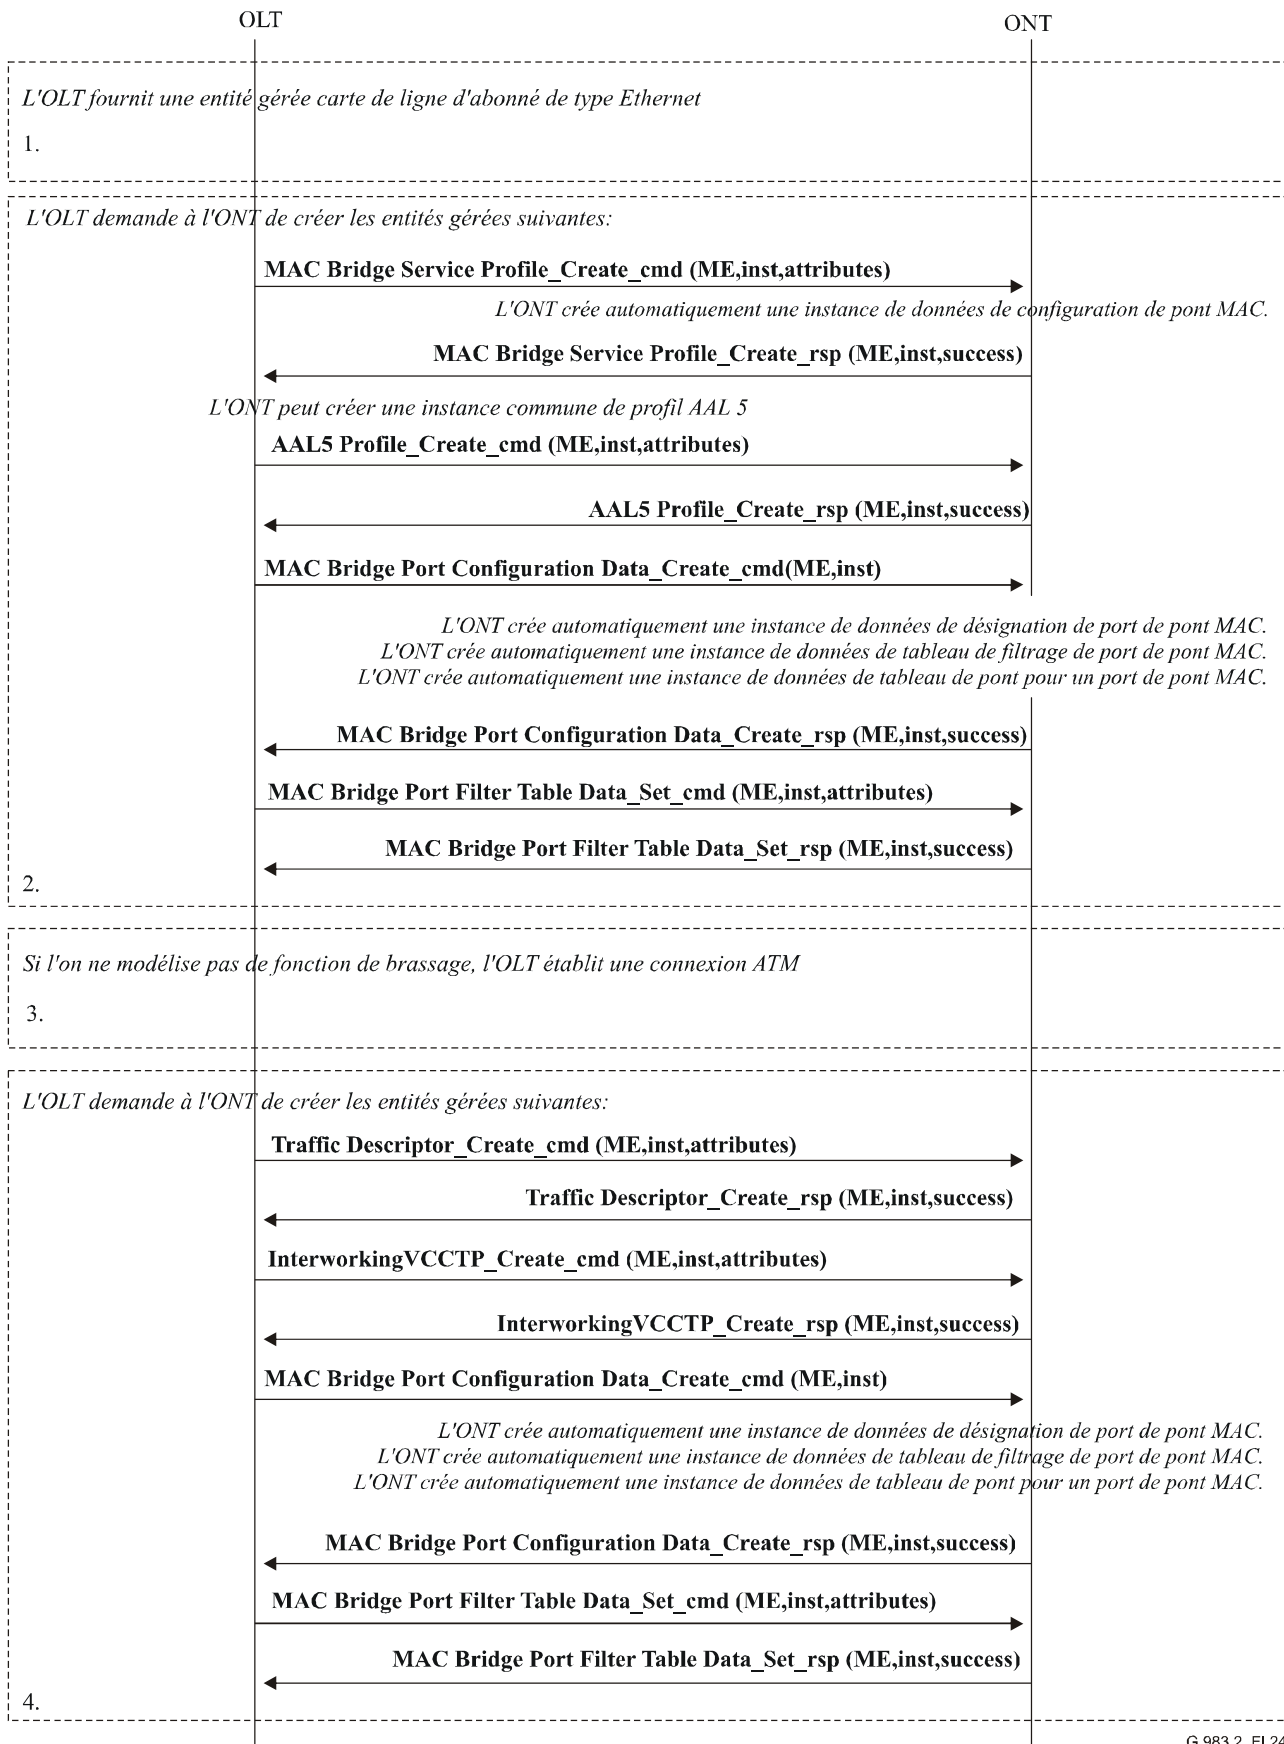 OLT
ONT
L'OLT fournit une entité gérée carte de ligne d'abonné de type Ethernet
1.
L'OLT demande à l'ONT de créer les entités gérées suivantes:
MAC Bridge Service Profile_Create_cmd (ME,inst,attributes)
L'ONT crée automatiquement une instance de données de configuration de pont MAC.
MAC Bridge Service Profile_Create_rsp (ME,inst,success)
L'ONT peut créer une instance commune de profil AAL 5
AAL5 Profile_Create_cmd (ME,inst,attributes)
AAL5 Profile_Create_rsp (ME,inst,success)
MAC Bridge Port Configuration Data_Create_cmd(ME,inst)
L'ONT crée automatiquement une instance de données de désignation de port de pont MAC.
L'ONT crée automatiquement une instance de données de tableau de filtrage de port de pont MAC.
L'ONT crée automatiquement une instance de données de tableau de pont pour un port de pont MAC.
MAC Bridge Port Configuration Data_Create_rsp (ME,inst,success)
MAC Bridge Port Filter Table Data_Set_cmd (ME,inst,attributes)
MAC Bridge Port Filter Table Data_Set_rsp (ME,inst,success)
2.
Si l'on ne modélise pas de fonction de brassage, l'OLT établit une connexion ATM
3.
L'OLT demande à l'ONT de créer les entités gérées suivantes:
Traffic Descriptor_Create_cmd (ME,inst,attributes)
Traffic Descriptor_Create_rsp (ME,inst,success)
InterworkingVCCTP_Create_cmd (ME,inst,attributes)
InterworkingVCCTP_Create_rsp (ME,inst,success)
MAC Bridge Port Configuration Data_Create_cmd (ME,inst)
L'ONT crée automatiquement une instance de données de désignation de port de pont MAC.
L'ONT crée automatiquement une instance de données de tableau de filtrage de port de pont MAC.
L'ONT crée automatiquement une instance de données de tableau de pont pour un port de pont MAC.
MAC Bridge Port Configuration Data_Create_rsp (ME,inst,success)
MAC Bridge Port Filter Table Data_Set_cmd (ME,inst,attributes)
MAC Bridge Port Filter Table Data_Set_rsp (ME,inst,success)
4.